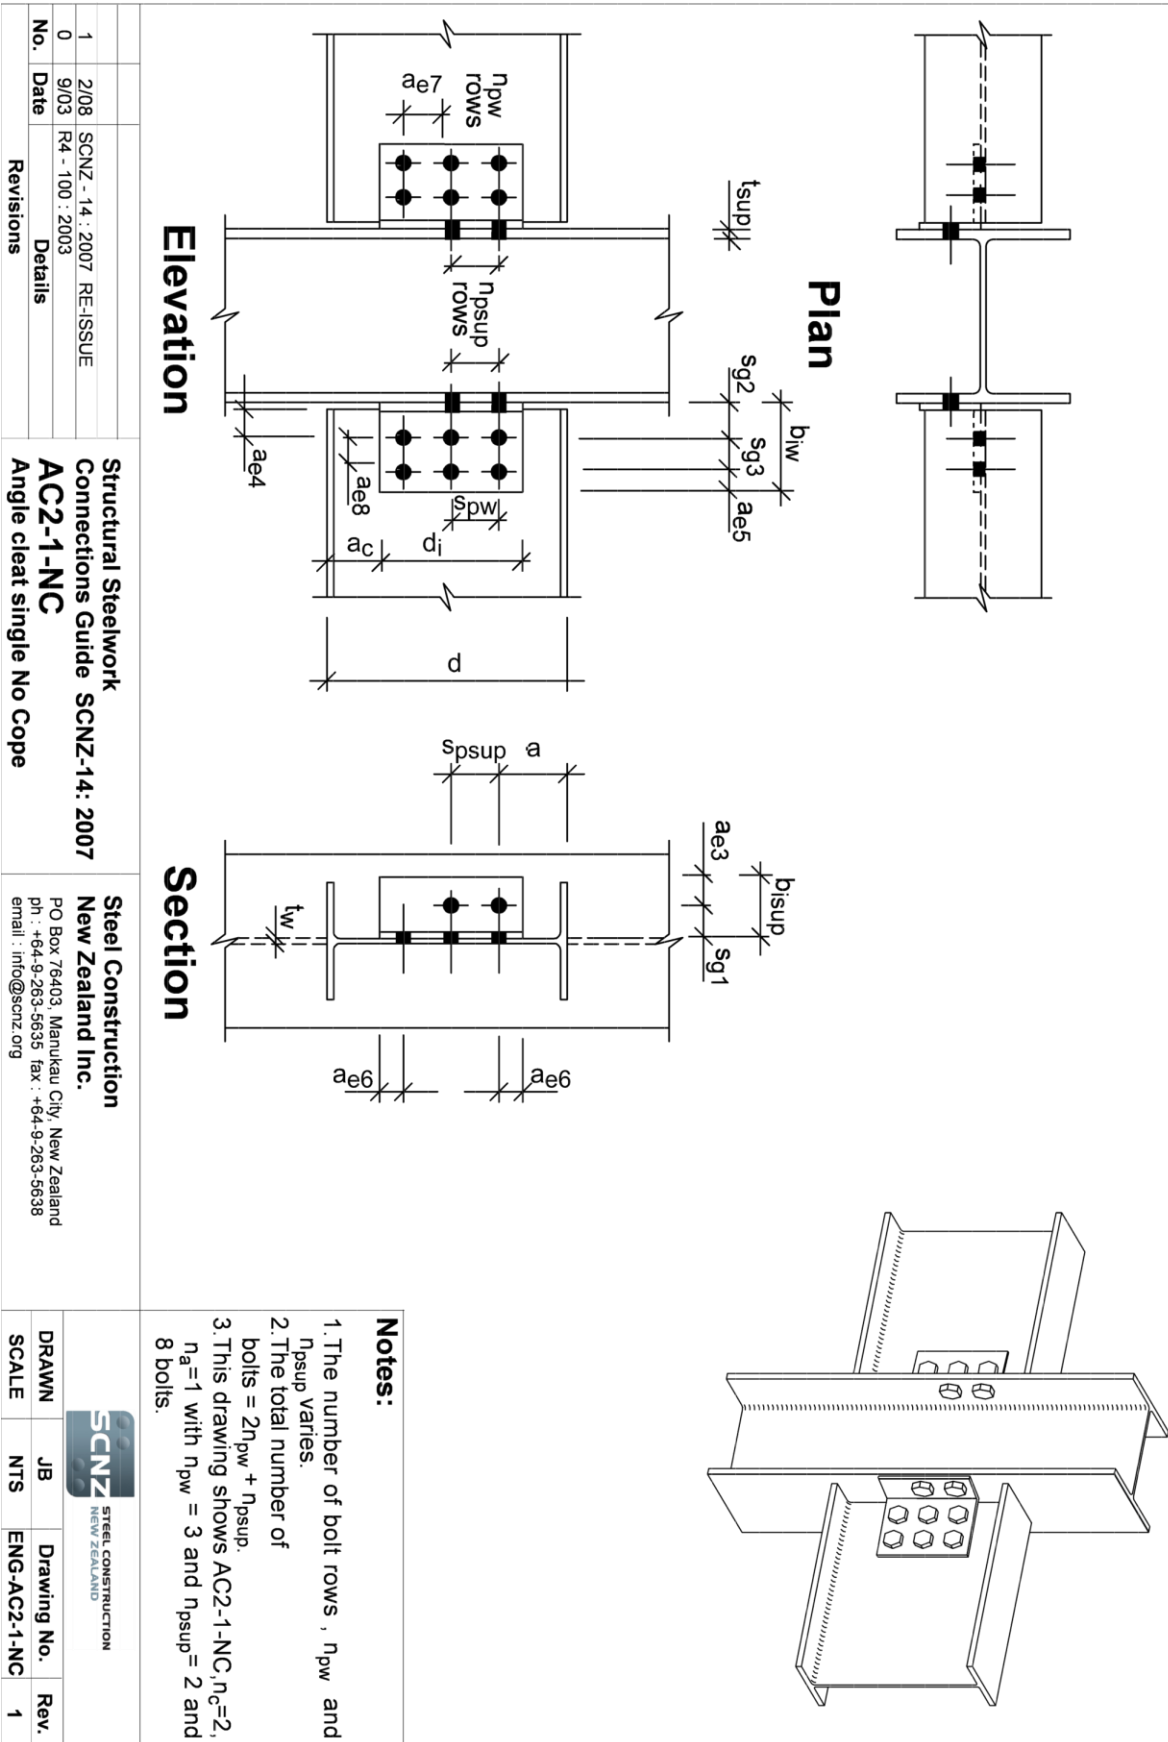 Plan
tsup
sg2
biw
sg3
ae5
npw
rows
ae7
npsup
rows
spw
ae8
ae4
ac
di
d
Elevation
bisup
ae3
sg1
spsup
a
tw
ae6
ae6
Section
Notes:
1. The number of bolt rows , npw and
npsup varies.
2. The total number of
bolts = 2npw + npsup.
3. This drawing shows AC2-1-NC,nc=2,
na=1 with npw = 3 and npsup= 2 and
8 bolts.
1 2/08 SCNZ - 14 : 2007 RE-ISSUE
0 9/03 R4 - 100 : 2003
No. Date Details
Revisions
Structural Steelwork
Connections Guide SCNZ-14: 2007
AC2-1-NC
Angle cleat single No Cope
Steel Construction
New Zealand Inc.
PO Box 76403, Manukau City, New Zealand
ph : +64-9-263-5635 fax : +64-9-263-5638
email : info@scnz.org
SCNZ
STEEL CONSTRUCTION
NEW ZEALAND
DRAWN JB Drawing No. Rev.
SCALE NTS ENG-AC2-1-NC 1